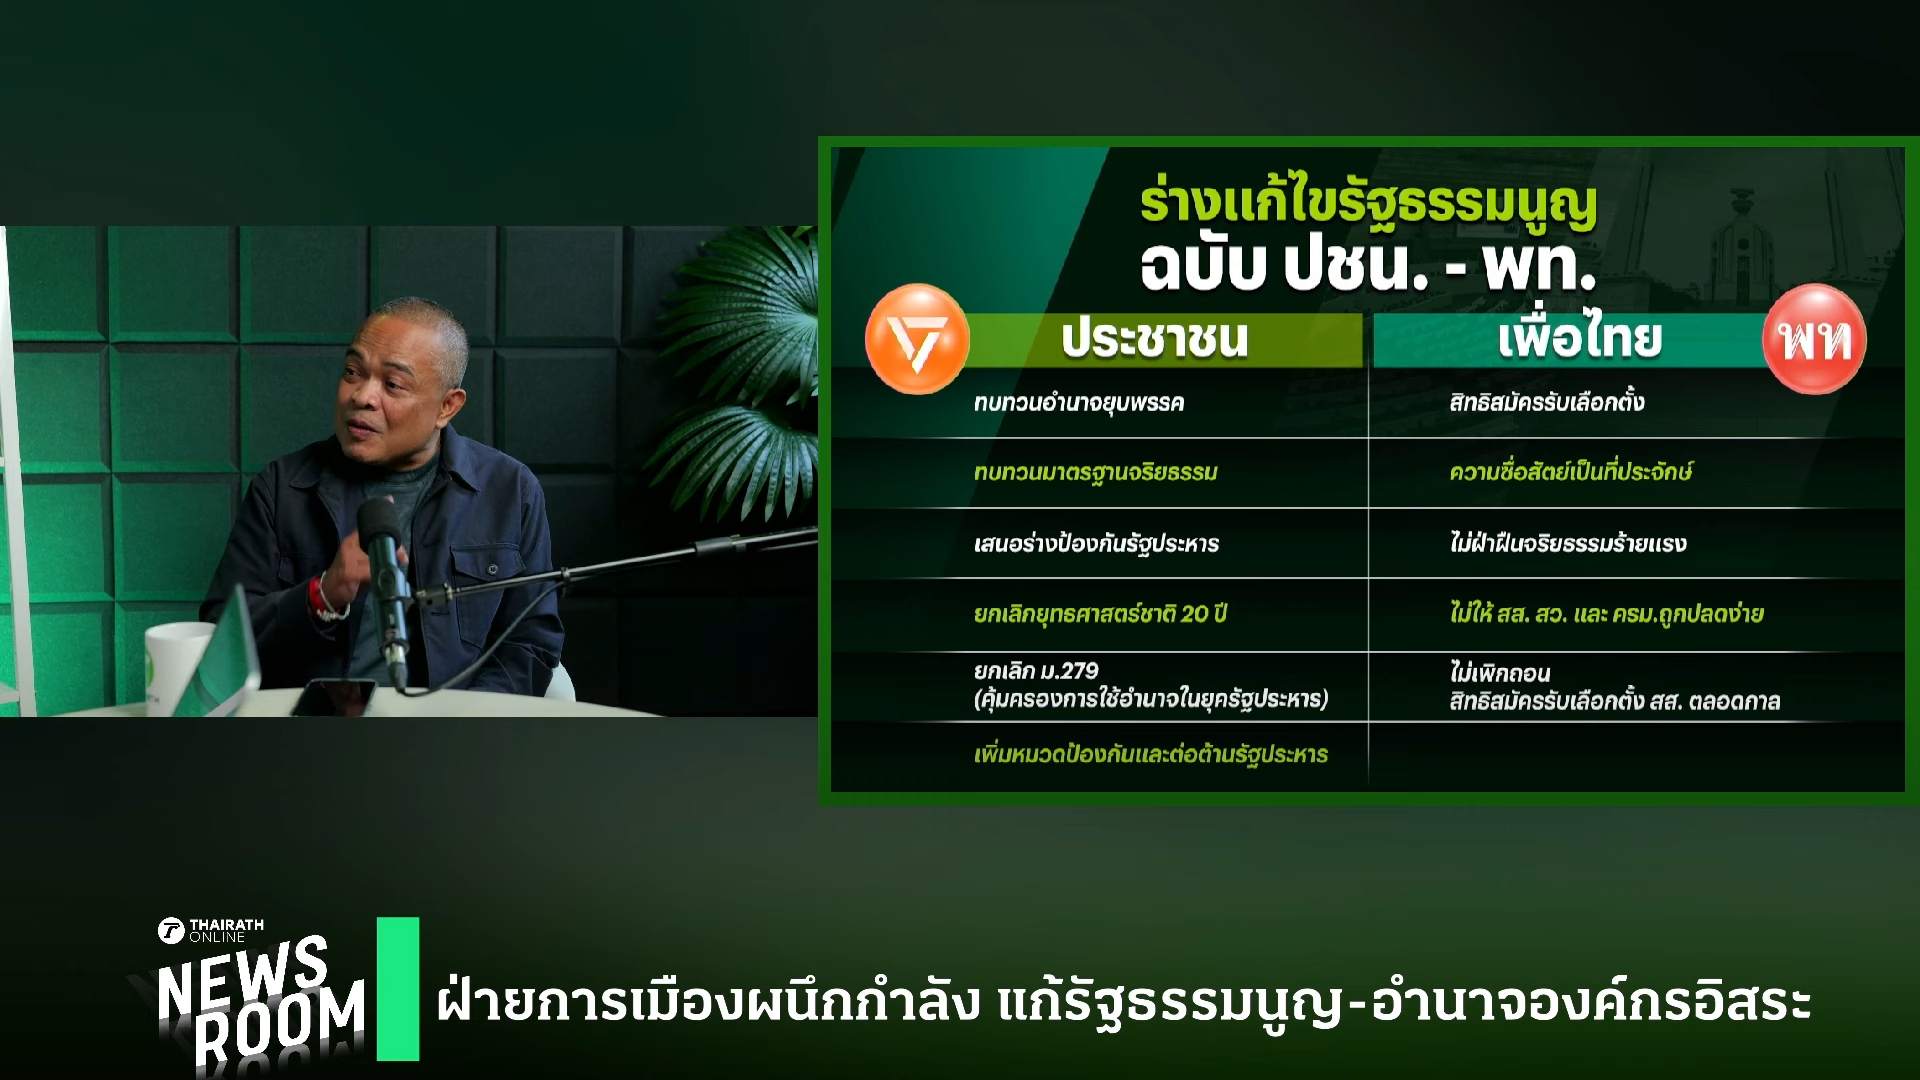 ร่างแก้ไขรัฐธรรมนูญ
ฉบับ ปชน. - พท.
ประชาชน
เพื่อไทย
พท
ทบทวนอำนาจยุบพรรค
สิทธิสมัครรับเลือกตั้ง
ทบทวนมาตรฐานจริยธรรม
ความซื่อสัตย์เป็นที่ประจักษ์
เสนอร่างป้องกันรัฐประหาร
ไม่ฝ่าฝืนจริยธรรมร้ายแรง
ยกเลิกยุทธศาสตร์ชาติ 20 ปี
ไม่ให้ สส. สว. และ ครม.ถูกปลดง่าย
ยกเลิก ม.279
(คุ้มครองการใช้อำนาจในยุครัฐประหาร)
ไม่เพิกถอน
สิทธิสมัครรับเลือกตั้ง สส. ตลอดกาล
เพิ่มหมวดป้องกันและต่อต้านรัฐประหาร
THAIRATH
ONLINE
NEWS
ROOM
ฝ่ายการเมืองผนึกกำลัง แก้รัฐธรรมนูญ-อำนาจองค์กรอิสระ